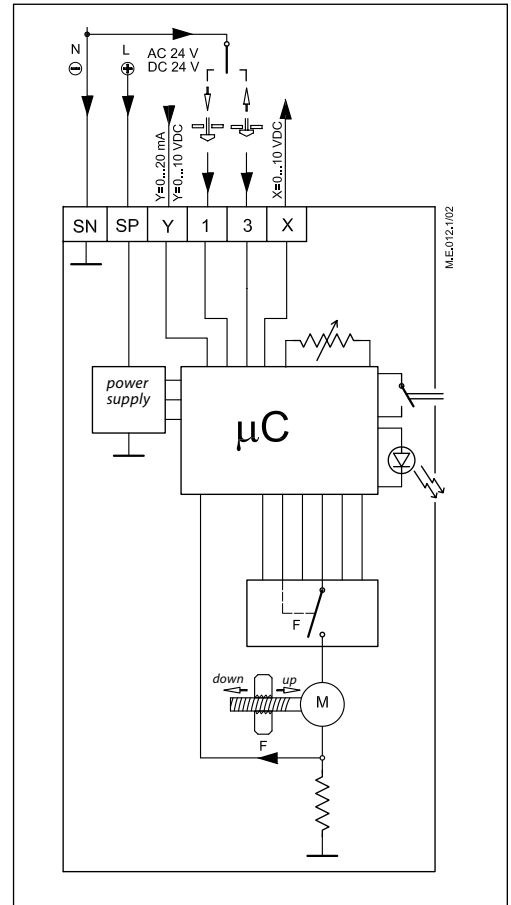 N
L
AC 24 V
DC 24 V
Y=0...20 mA
Y=0...10 VDC
X=0...10 VDC
SN SP Y 1 3 X
M.E.012.1/02
power
supply
µC
F
down up
M
F